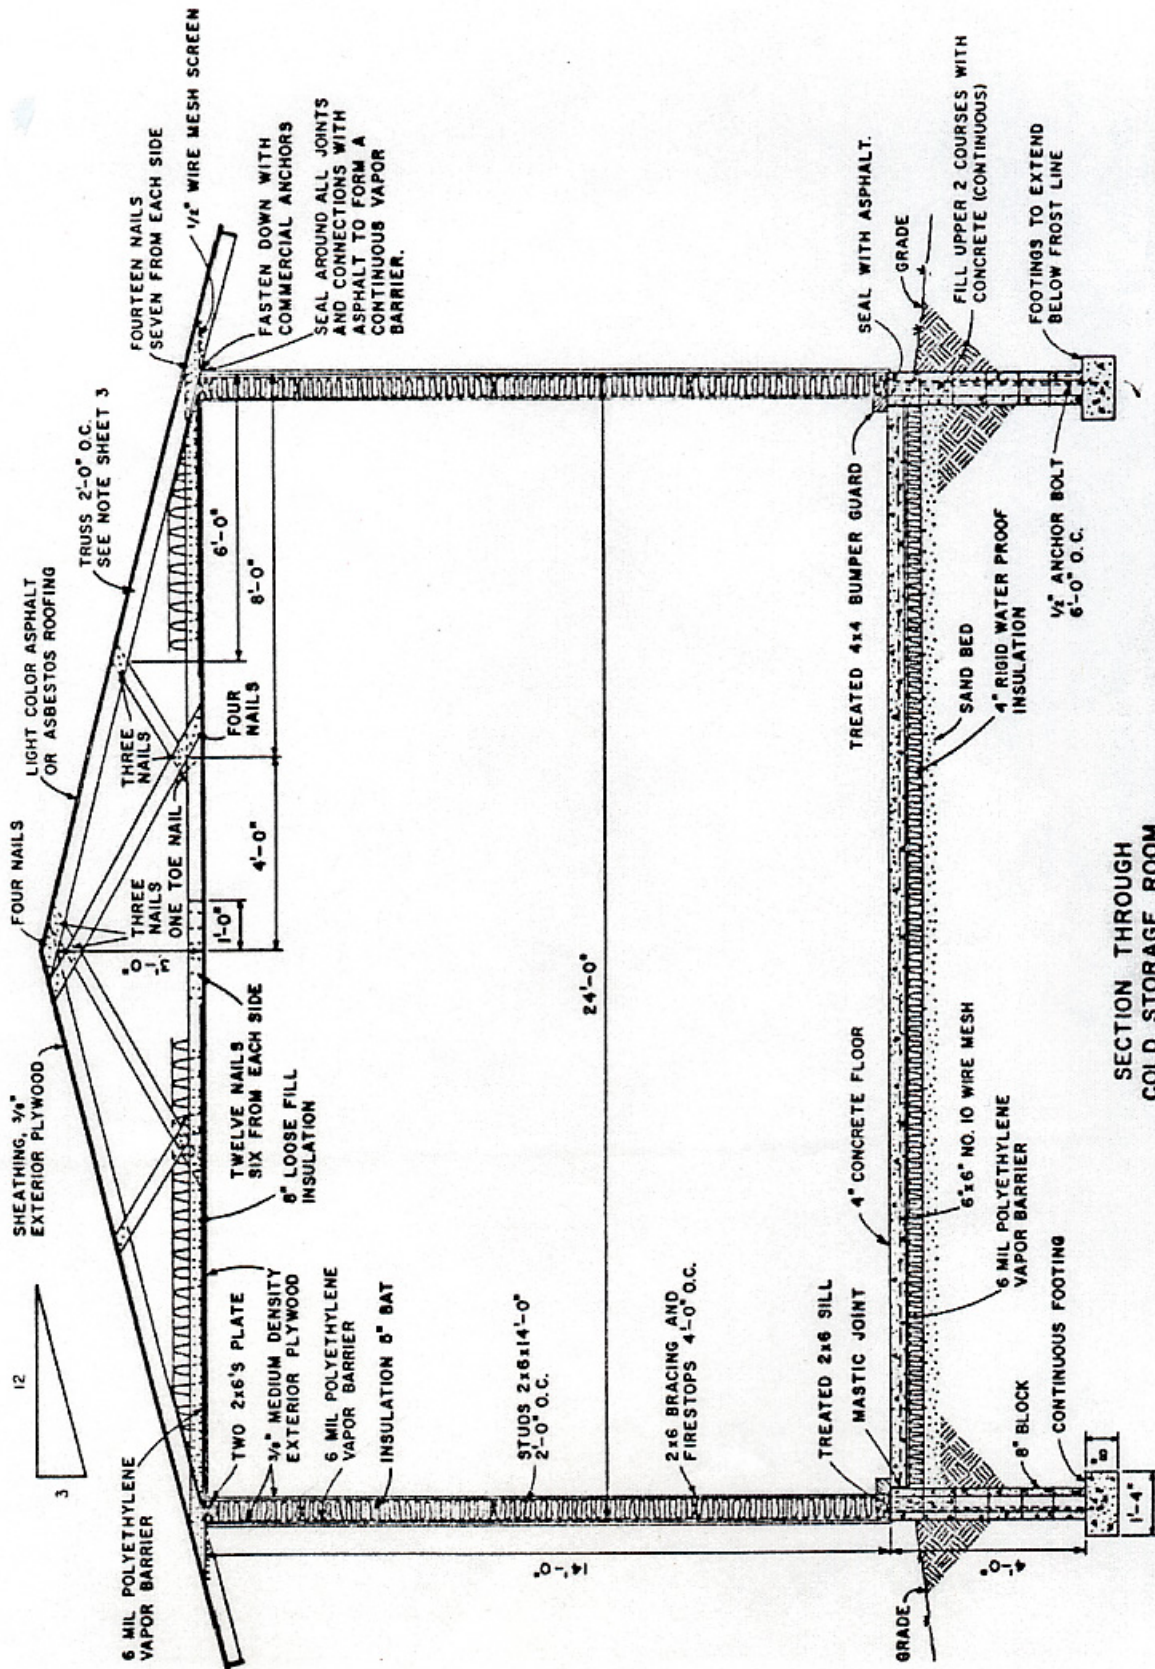 12
3
SHEATHING, 3/8"
EXTERIOR PLYWOOD
FOUR NAILS
LIGHT COLOR ASPHALT
OR ASBESTOS ROOFING
TRUSS 2'-0" O.C.
SEE NOTE SHEET 3
FOURTEEN NAILS
SEVEN FROM EACH SIDE
1/2" WIRE MESH SCREEN
6 MIL POLYETHYLENE
VAPOR BARRIER
THREE
NAILS
THREE
NAILS
ONE TOE NAIL
FOUR
NAILS
3'-0"
1'-0"
4'-0"
6'-0"
8'-0"
FASTEN DOWN WITH
COMMERCIAL ANCHORS
SEAL AROUND ALL JOINTS
AND CONNECTIONS WITH
ASPHALT TO FORM A
CONTINUOUS VAPOR
BARRIER.
TWO 2x6'S PLATE
3/8" MEDIUM DENSITY
EXTERIOR PLYWOOD
6 MIL POLYETHYLENE
VAPOR BARRIER
INSULATION 5" BAT
TWELVE NAILS
SIX FROM EACH SIDE
8" LOOSE FILL
INSULATION
STUDS 2x6x14'-0"
2'-0" O.C.
24'-0"
2x6 BRACING AND
FIRESTOPS 4'-0" O.C.
14'-0"
TREATED 2x6 SILL
MASTIC JOINT
4" CONCRETE FLOOR
TREATED 4x4 BUMPER GUARD
SEAL WITH ASPHALT.
GRADE
GRADE
FILL UPPER 2 COURSES WITH
CONCRETE (CONTINUOUS)
4'-0"
8" BLOCK
CONTINUOUS FOOTING
8"
1'-4"
6"x6" NO. 10 WIRE MESH
6 MIL POLYETHYLENE
VAPOR BARRIER
SAND BED
4" RIGID WATER PROOF
INSULATION
1/2" ANCHOR BOLT
6'-0" O.C.
FOOTINGS TO EXTEND
BELOW FROST LINE
SECTION THROUGH
COLD STORAGE ROOM